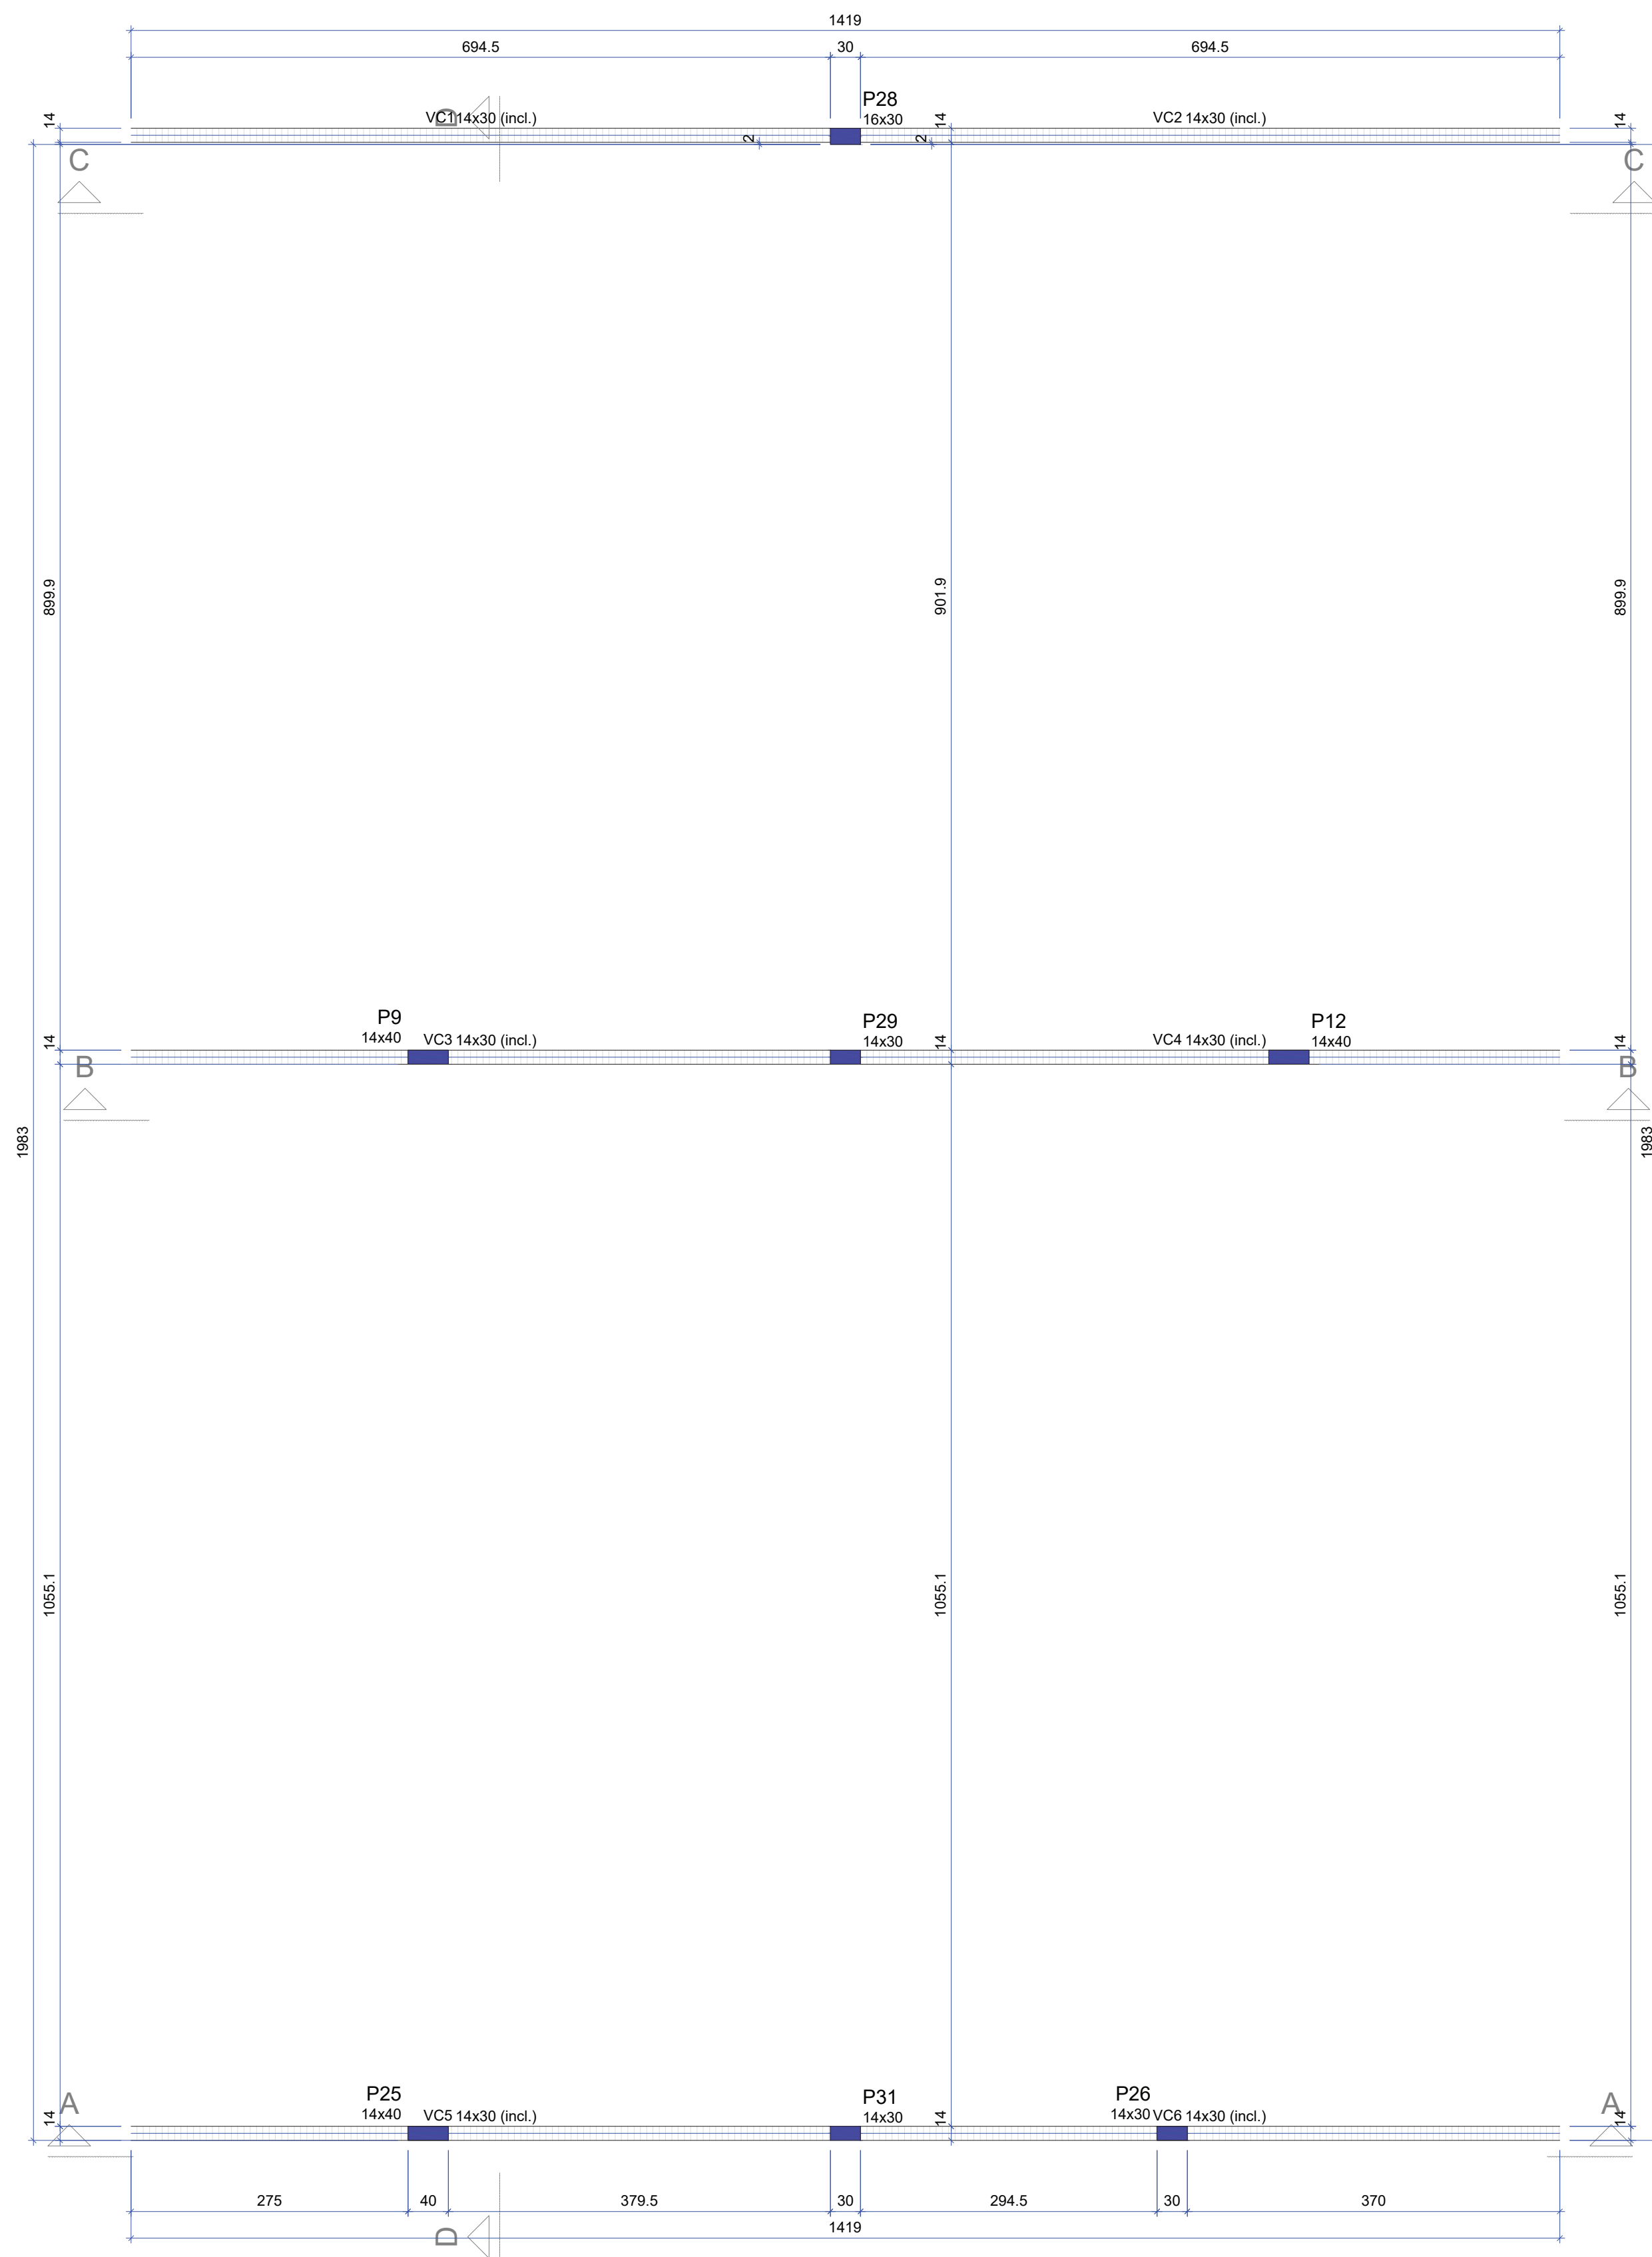 1419
694.5 30 694.5
P28
D
14 VC1 14x30 (incl.) 16x30 14 VC2 14x30 (incl.) 14
2 2
C C
899.9 901.9 899.9
P9 P29 P12
14x40 VC3 14x30 (incl.) 14x30 VC4 14x30 (incl.) 14x40
14 14 14
B B
1983 1983
1055.1 1055.1 1055.1
A A
P25 P31 P26
14x40 VC5 14x30 (incl.) 14x30 14x30 VC6 14x30 (incl.)
14 14 14
275 40 379.5 30 294.5 30 370
1419
D